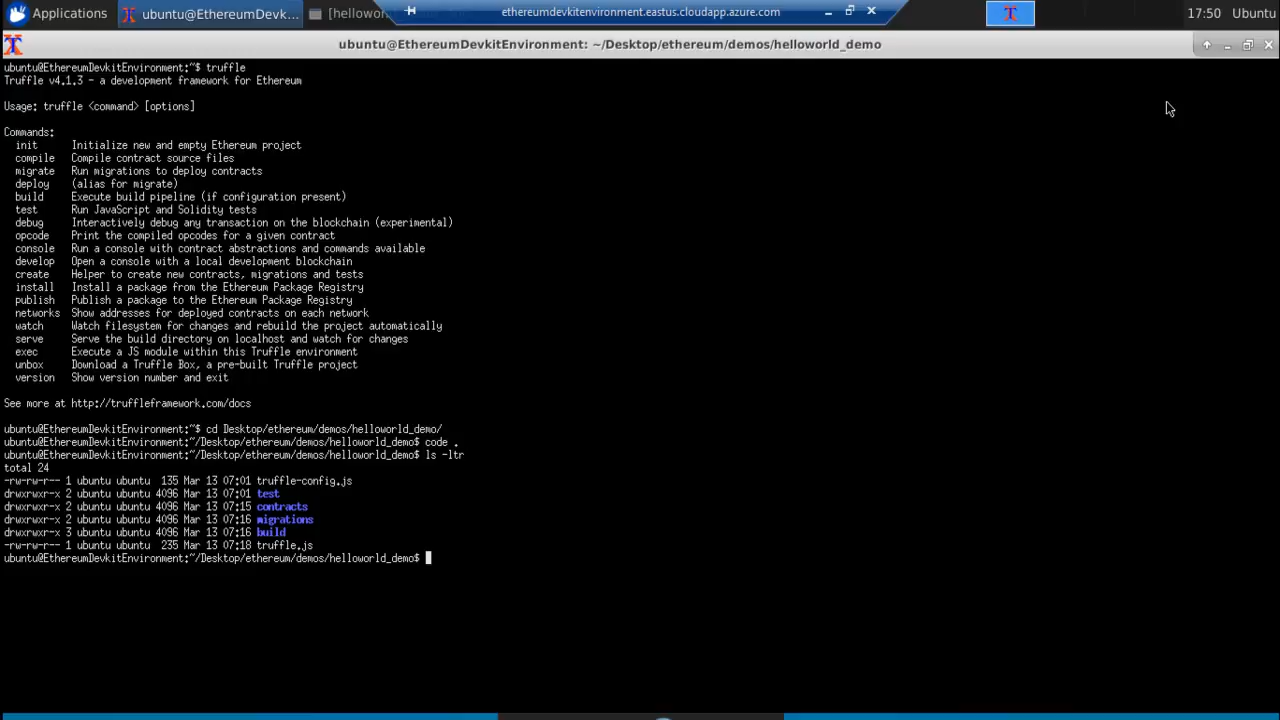 Applications
ubuntu@EthereumDevk...
[hellowor
ethereumdevkitenvironment.eastus.cloudapp.azure.com
17:50 Ubuntu
ubuntu@EthereumDevkitEnvironment: ~/Desktop/ethereum/demos/helloworld_demo
ubuntu@EthereumDevkitEnvironment:~$ truffle
Truffle v4.1.3 - a development framework for Ethereum
Usage: truffle <command> [options]
Commands:
init Initialize new and empty Ethereum project
compile Compile contract source files
migrate Run migrations to deploy contracts
deploy (alias for migrate)
build Execute build pipeline (if configuration present)
test Run JavaScript and Solidity tests
debug Interactively debug any transaction on the blockchain (experimental)
opcode Print the compiled opcodes for a given contract
console Run a console with contract abstractions and commands available
develop Open a console with a local development blockchain
create Helper to create new contracts, migrations and tests
install Install a package from the Ethereum Package Registry
publish Publish a package to the Ethereum Package Registry
networks Show addresses for deployed contracts on each network
watch Watch filesystem for changes and rebuild the project automatically
serve Serve the build directory on localhost and watch for changes
exec Execute a JS module within this Truffle environment
unbox Download a Truffle Box, a pre-built Truffle project
version Show version number and exit
See more at http://truffleframework.com/docs
ubuntu@EthereumDevkitEnvironment:~$ cd Desktop/ethereum/demos/helloworld_demo/
ubuntu@EthereumDevkitEnvironment:~/Desktop/ethereum/demos/helloworld_demo$ code .
ubuntu@EthereumDevkitEnvironment:~/Desktop/ethereum/demos/helloworld_demo$ ls -ltr
total 24
-rw-rw-r-- 1 ubuntu ubuntu 135 Mar 13 07:01 truffle-config.js
drwxrwxr-x 2 ubuntu ubuntu 4096 Mar 13 07:01 test
drwxrwxr-x 2 ubuntu ubuntu 4096 Mar 13 07:15 contracts
drwxrwxr-x 2 ubuntu ubuntu 4096 Mar 13 07:16 migrations
drwxrwxr-x 3 ubuntu ubuntu 4096 Mar 13 07:16 build
-rw-rw-r-- 1 ubuntu ubuntu 235 Mar 13 07:18 truffle.js
ubuntu@EthereumDevkitEnvironment:~/Desktop/ethereum/demos/helloworld_demo$